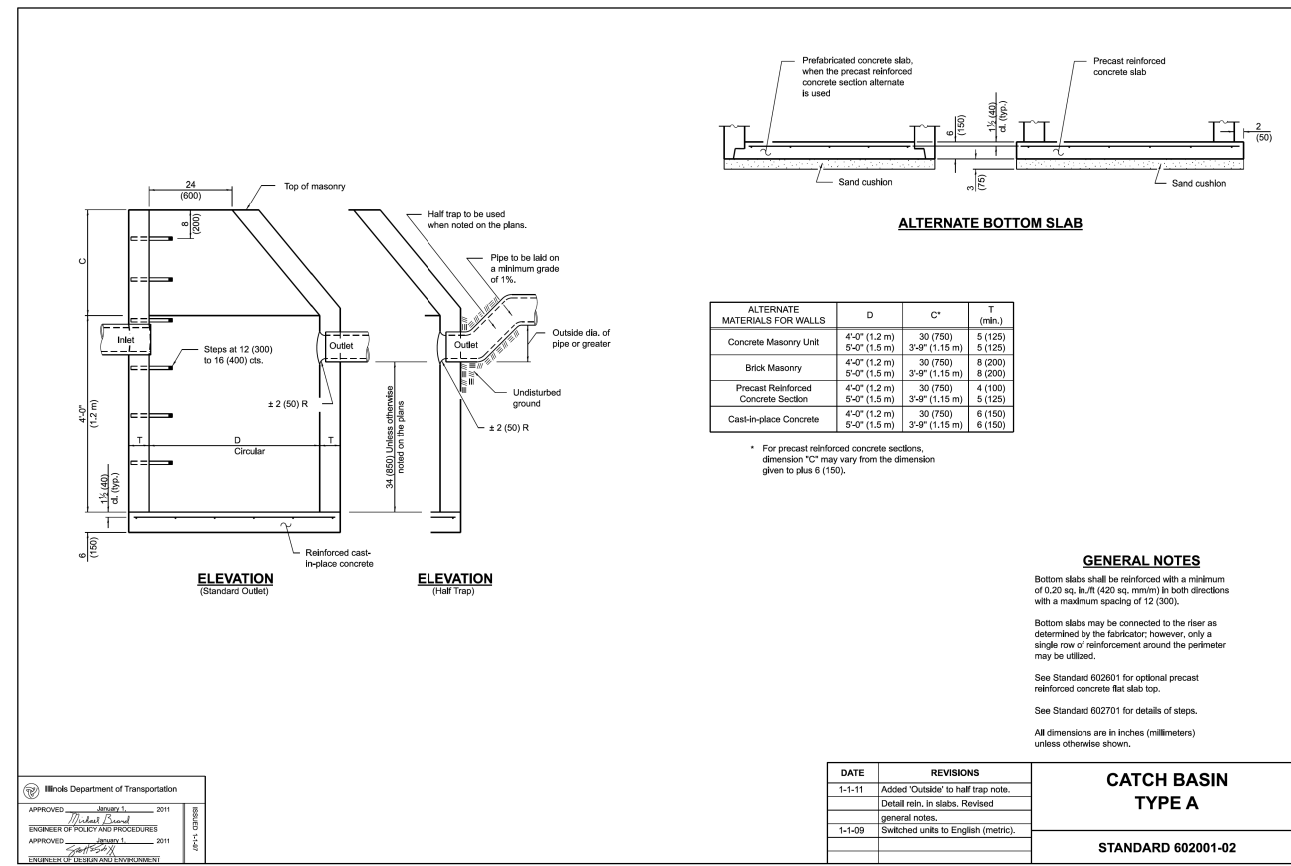 Prefabricated concrete slab,
when the precast reinforced
concrete section alternate
is used
Precast reinforced
concrete slab
6
(150)
1½ (40)
cl. (typ.)
2
(50)
3
(75)
Sand cushion
Sand cushion
ALTERNATE BOTTOM SLAB
24
(600)
Top of masonry
8
(200)
C
Half trap to be used
when noted on the plans.
Pipe to be laid on
a minimum grade
of 1%.
Inlet
Outlet
Outlet
Outside dia. of
pipe or greater
Steps at 12 (300)
to 16 (400) cts.
Undisturbed
ground
± 2 (50) R
± 2 (50) R
4'-0"
(1.2 m)
T
D
Circular
T
34 (850) Unless otherwise
noted on the plans
1½ (40)
cl. (typ.)
6
(150)
Reinforced cast-
in-place concrete
ELEVATION
(Standard Outlet)
ELEVATION
(Half Trap)
ALTERNATE
MATERIALS FOR WALLS D C* T
(min.)
Concrete Masonry Unit 4'-0" (1.2 m) 30 (750) 5 (125)
5'-0" (1.5 m) 3'-9" (1.15 m) 5 (125)
Brick Masonry 4'-0" (1.2 m) 30 (750) 8 (200)
5'-0" (1.5 m) 3'-9" (1.15 m) 8 (200)
Precast Reinforced 4'-0" (1.2 m) 30 (750) 4 (100)
Concrete Section 5'-0" (1.5 m) 3'-9" (1.15 m) 5 (125)
Cast-in-place Concrete 4'-0" (1.2 m) 30 (750) 6 (150)
5'-0" (1.5 m) 3'-9" (1.15 m) 6 (150)
* For precast reinforced concrete sections,
dimension "C" may vary from the dimension
given to plus 6 (150).
GENERAL NOTES
Bottom slabs shall be reinforced with a minimum
of 0.20 sq. in./ft (420 sq. mm/m) in both directions
with a maximum spacing of 12 (300).
Bottom slabs may be connected to the riser as
determined by the fabricator; however, only a
single row of reinforcement around the perimeter
may be utilized.
See Standard 602601 for optional precast
reinforced concrete flat slab top.
See Standard 602701 for details of steps.
All dimensions are in inches (millimeters)
unless otherwise shown.
Illinois Department of Transportation
APPROVED January 1, 2011
Michael Brand
ENGINEER OF POLICY AND PROCEDURES
APPROVED January 1, 2011
ENGINEER OF DESIGN AND ENVIRONMENT
ISSUED 1-1-97
DATE REVISIONS
1-1-11 Added 'Outside' to half trap note.
Detail rein. in slabs. Revised
general notes.
1-1-09 Switched units to English (metric).
CATCH BASIN
TYPE A
STANDARD 602001-02